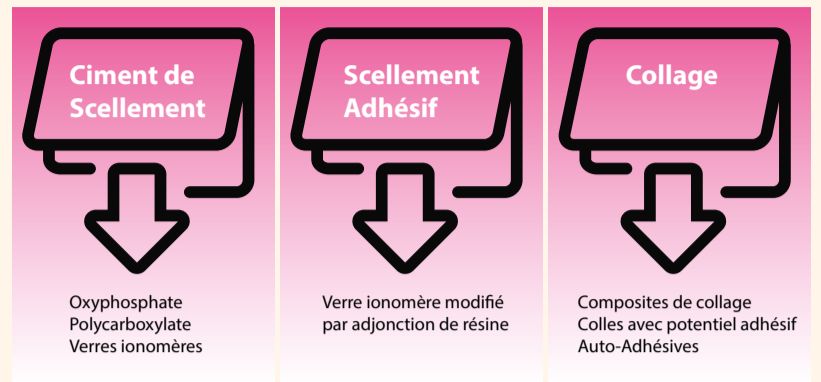 Ciment de
Scellement
Oxyphosphate
Polycarboxylate
Verres ionomères
Scellement
Adhésif
Verre ionomère modifié
par adjonction de résine
Collage
Composites de collage
Colles avec potentiel adhésif
Auto-Adhésives